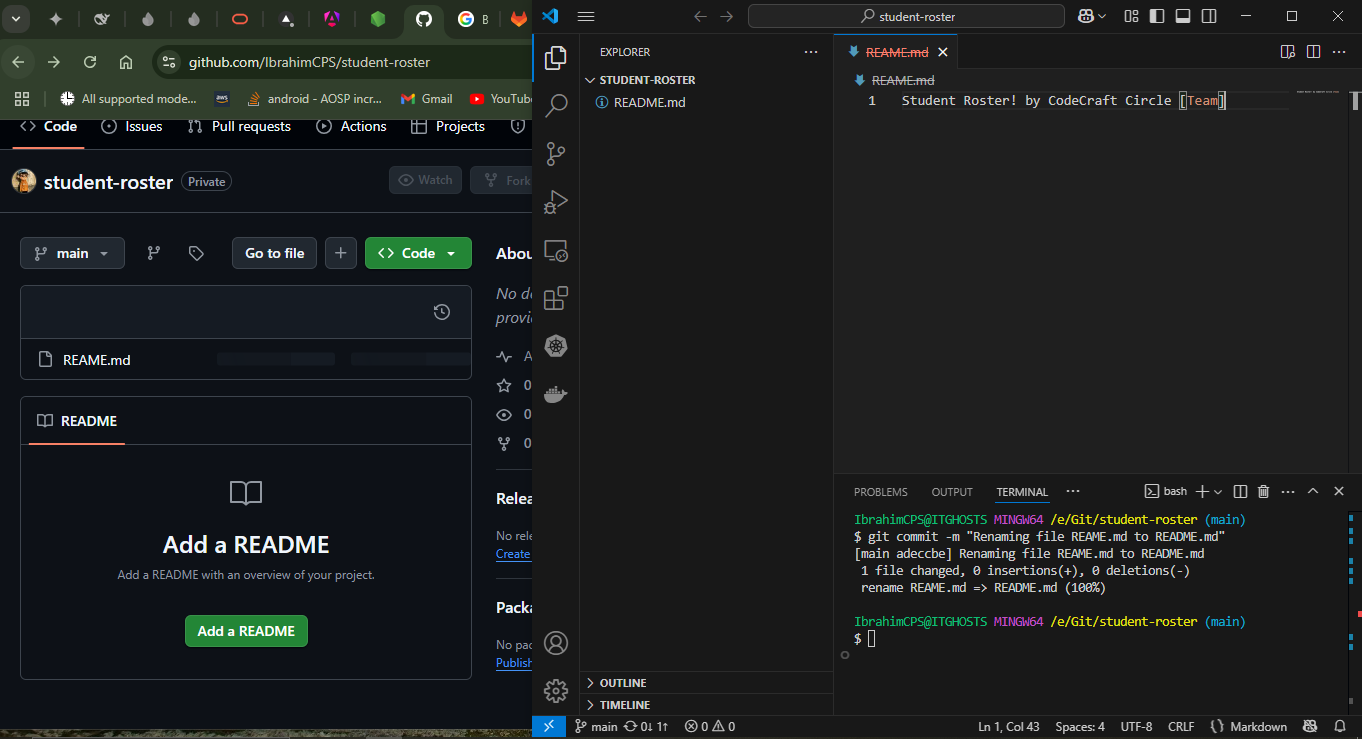 B
github.com/IbrahimCPS/student-roster
All supported mode...
aws
android - AOSP incr...
Gmail
YouTube
Code
Issues
Pull requests
Actions
Projects
student-roster
Private
Watch
Fork
main
Go to file
Code
REAME.md
README
Add a README
Add a README with an overview of your project.
Add a README
Abou
No de
provi
A
0
0
0
Relea
No rele
Create
Packa
No pac
Publish
student-roster
EXPLORER
STUDENT-ROSTER
README.md
OUTLINE
TIMELINE
REAME.md
REAME.md
1 Student Roster! by CodeCraft Circle [Team]
PROBLEMS
OUTPUT
TERMINAL
bash
IbrahimCPS@ITGHOSTS MINGW64 /e/Git/student-roster (main)
$ git commit -m "Renaming file REAME.md to README.md"
[main adeccbe] Renaming file REAME.md to README.md
1 file changed, 0 insertions(+), 0 deletions(-)
rename REAME.md => README.md (100%)
IbrahimCPS@ITGHOSTS MINGW64 /e/Git/student-roster (main)
$
main 0↓ 1↑ 0 0
Ln 1, Col 43
Spaces: 4
UTF-8
CRLF
{} Markdown